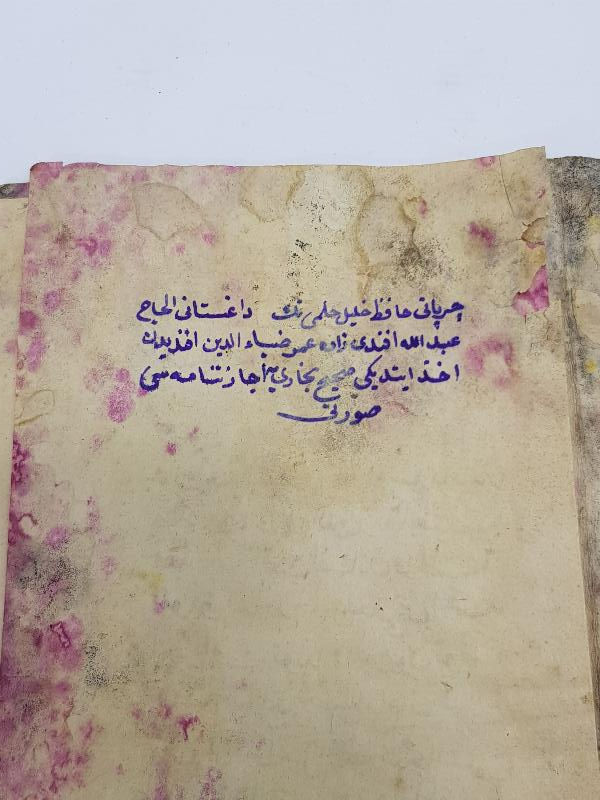 چرپانی حافظ خلیل حلمی نك داغستانی الحاج
عبد الله افندی زاده عمر ضیاء الدین افندیدن
اخذ ایتدیكی صحیح بخاری اجازتنامه سی
صورتی